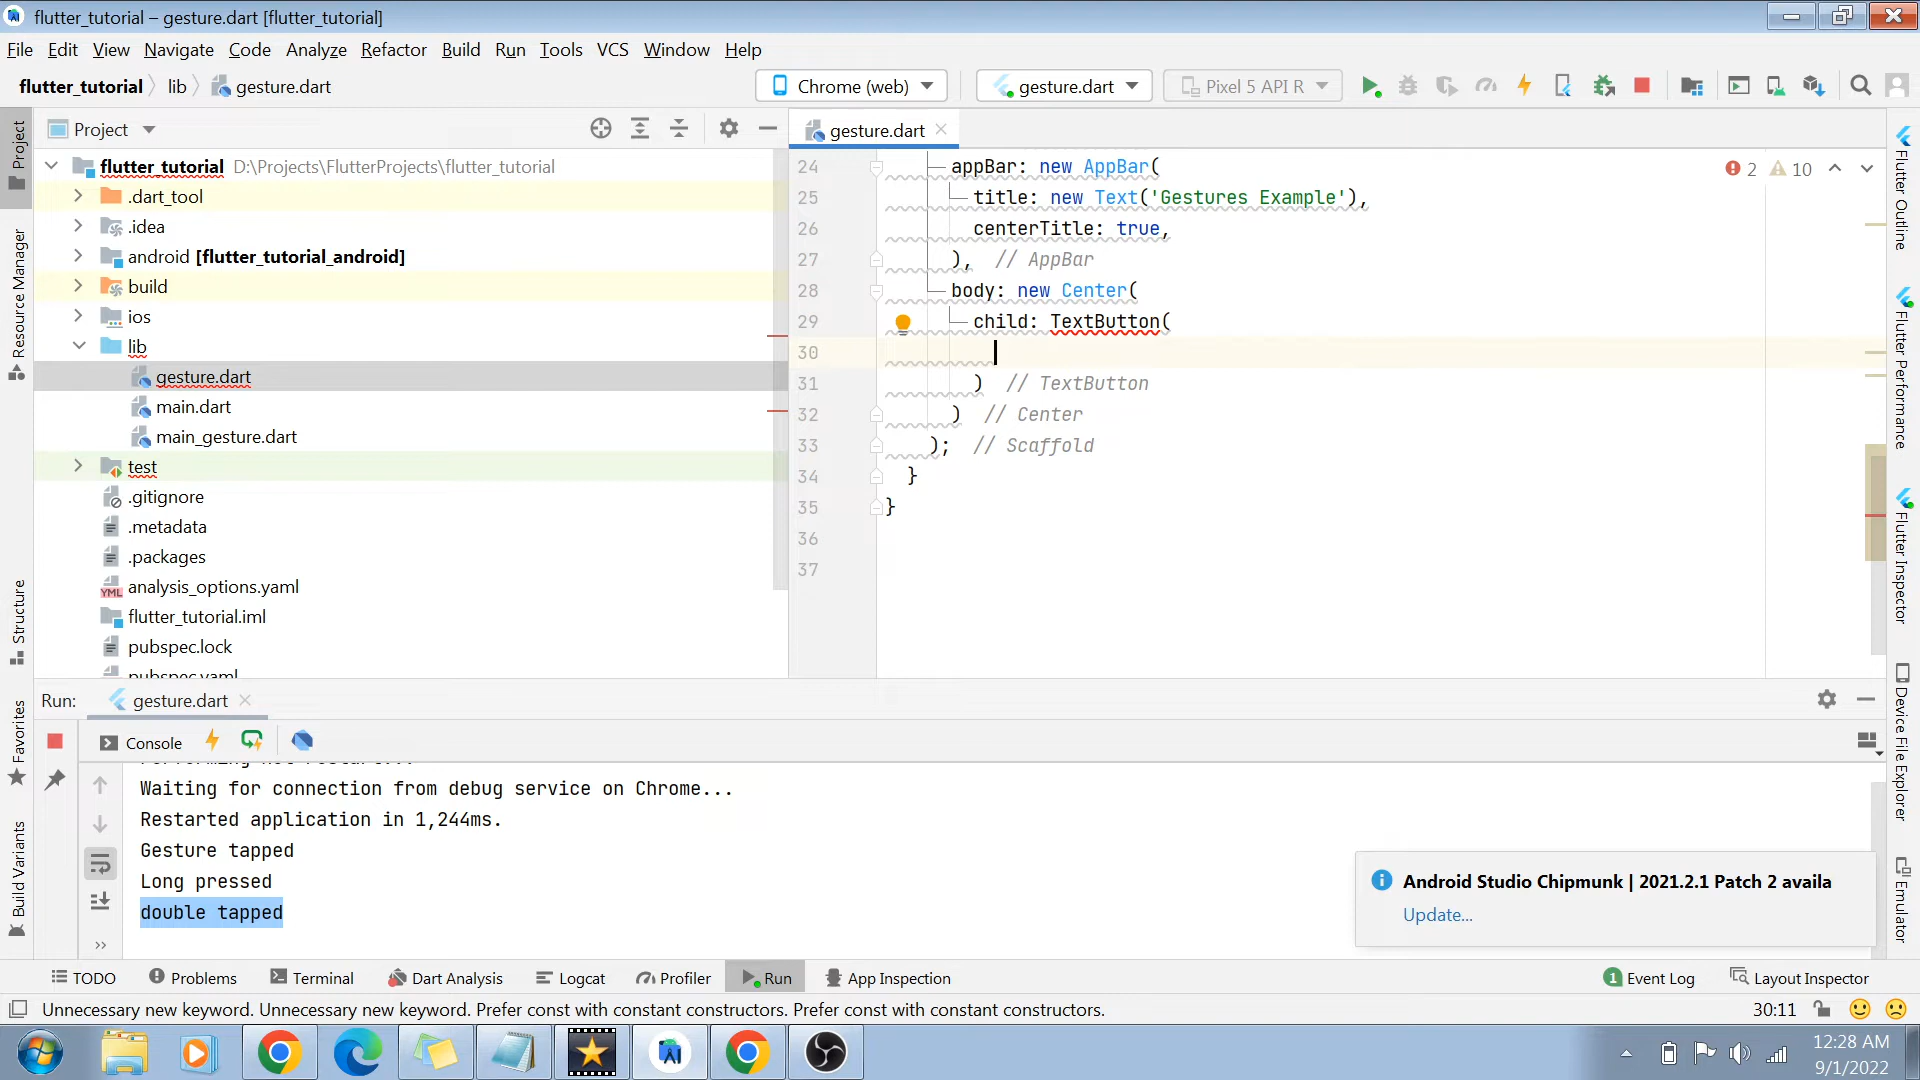 flutter_tutorial – gesture.dart [flutter_tutorial]
File Edit View Navigate Code Analyze Refactor Build Run Tools VCS Window Help
flutter_tutorial lib gesture.dart
Chrome (web) gesture.dart Pixel 5 API R
Project
gesture.dart
flutter_tutorial D:\Projects\FlutterProjects\flutter_tutorial
.dart_tool
.idea
android [flutter_tutorial_android]
build
ios
lib
gesture.dart
main.dart
main_gesture.dart
test
.gitignore
.metadata
.packages
analysis_options.yaml
flutter_tutorial.iml
pubspec.lock
pubspec.yaml
24 appBar: new AppBar(
25 title: new Text('Gestures Example'),
26 centerTitle: true,
27 ), // AppBar
28 body: new Center(
29 child: TextButton(
30
31 ) // TextButton
32 ) // Center
33 ); // Scaffold
34 }
35 }
36
37
2 10
Project
Resource Manager
Structure
Favorites
Build Variants
Flutter Outline
Flutter Performance
Flutter Inspector
Device File Explorer
Emulator
Run: gesture.dart
Console
Performing hot restart...
Waiting for connection from debug service on Chrome...
Restarted application in 1,244ms.
Gesture tapped
Long pressed
double tapped
Android Studio Chipmunk | 2021.2.1 Patch 2 availa
Update...
TODO Problems Terminal Dart Analysis Logcat Profiler Run App Inspection 1 Event Log Layout Inspector
Unnecessary new keyword. Unnecessary new keyword. Prefer const with constant constructors. Prefer const with constant constructors. 30:11
12:28 AM
9/1/2022